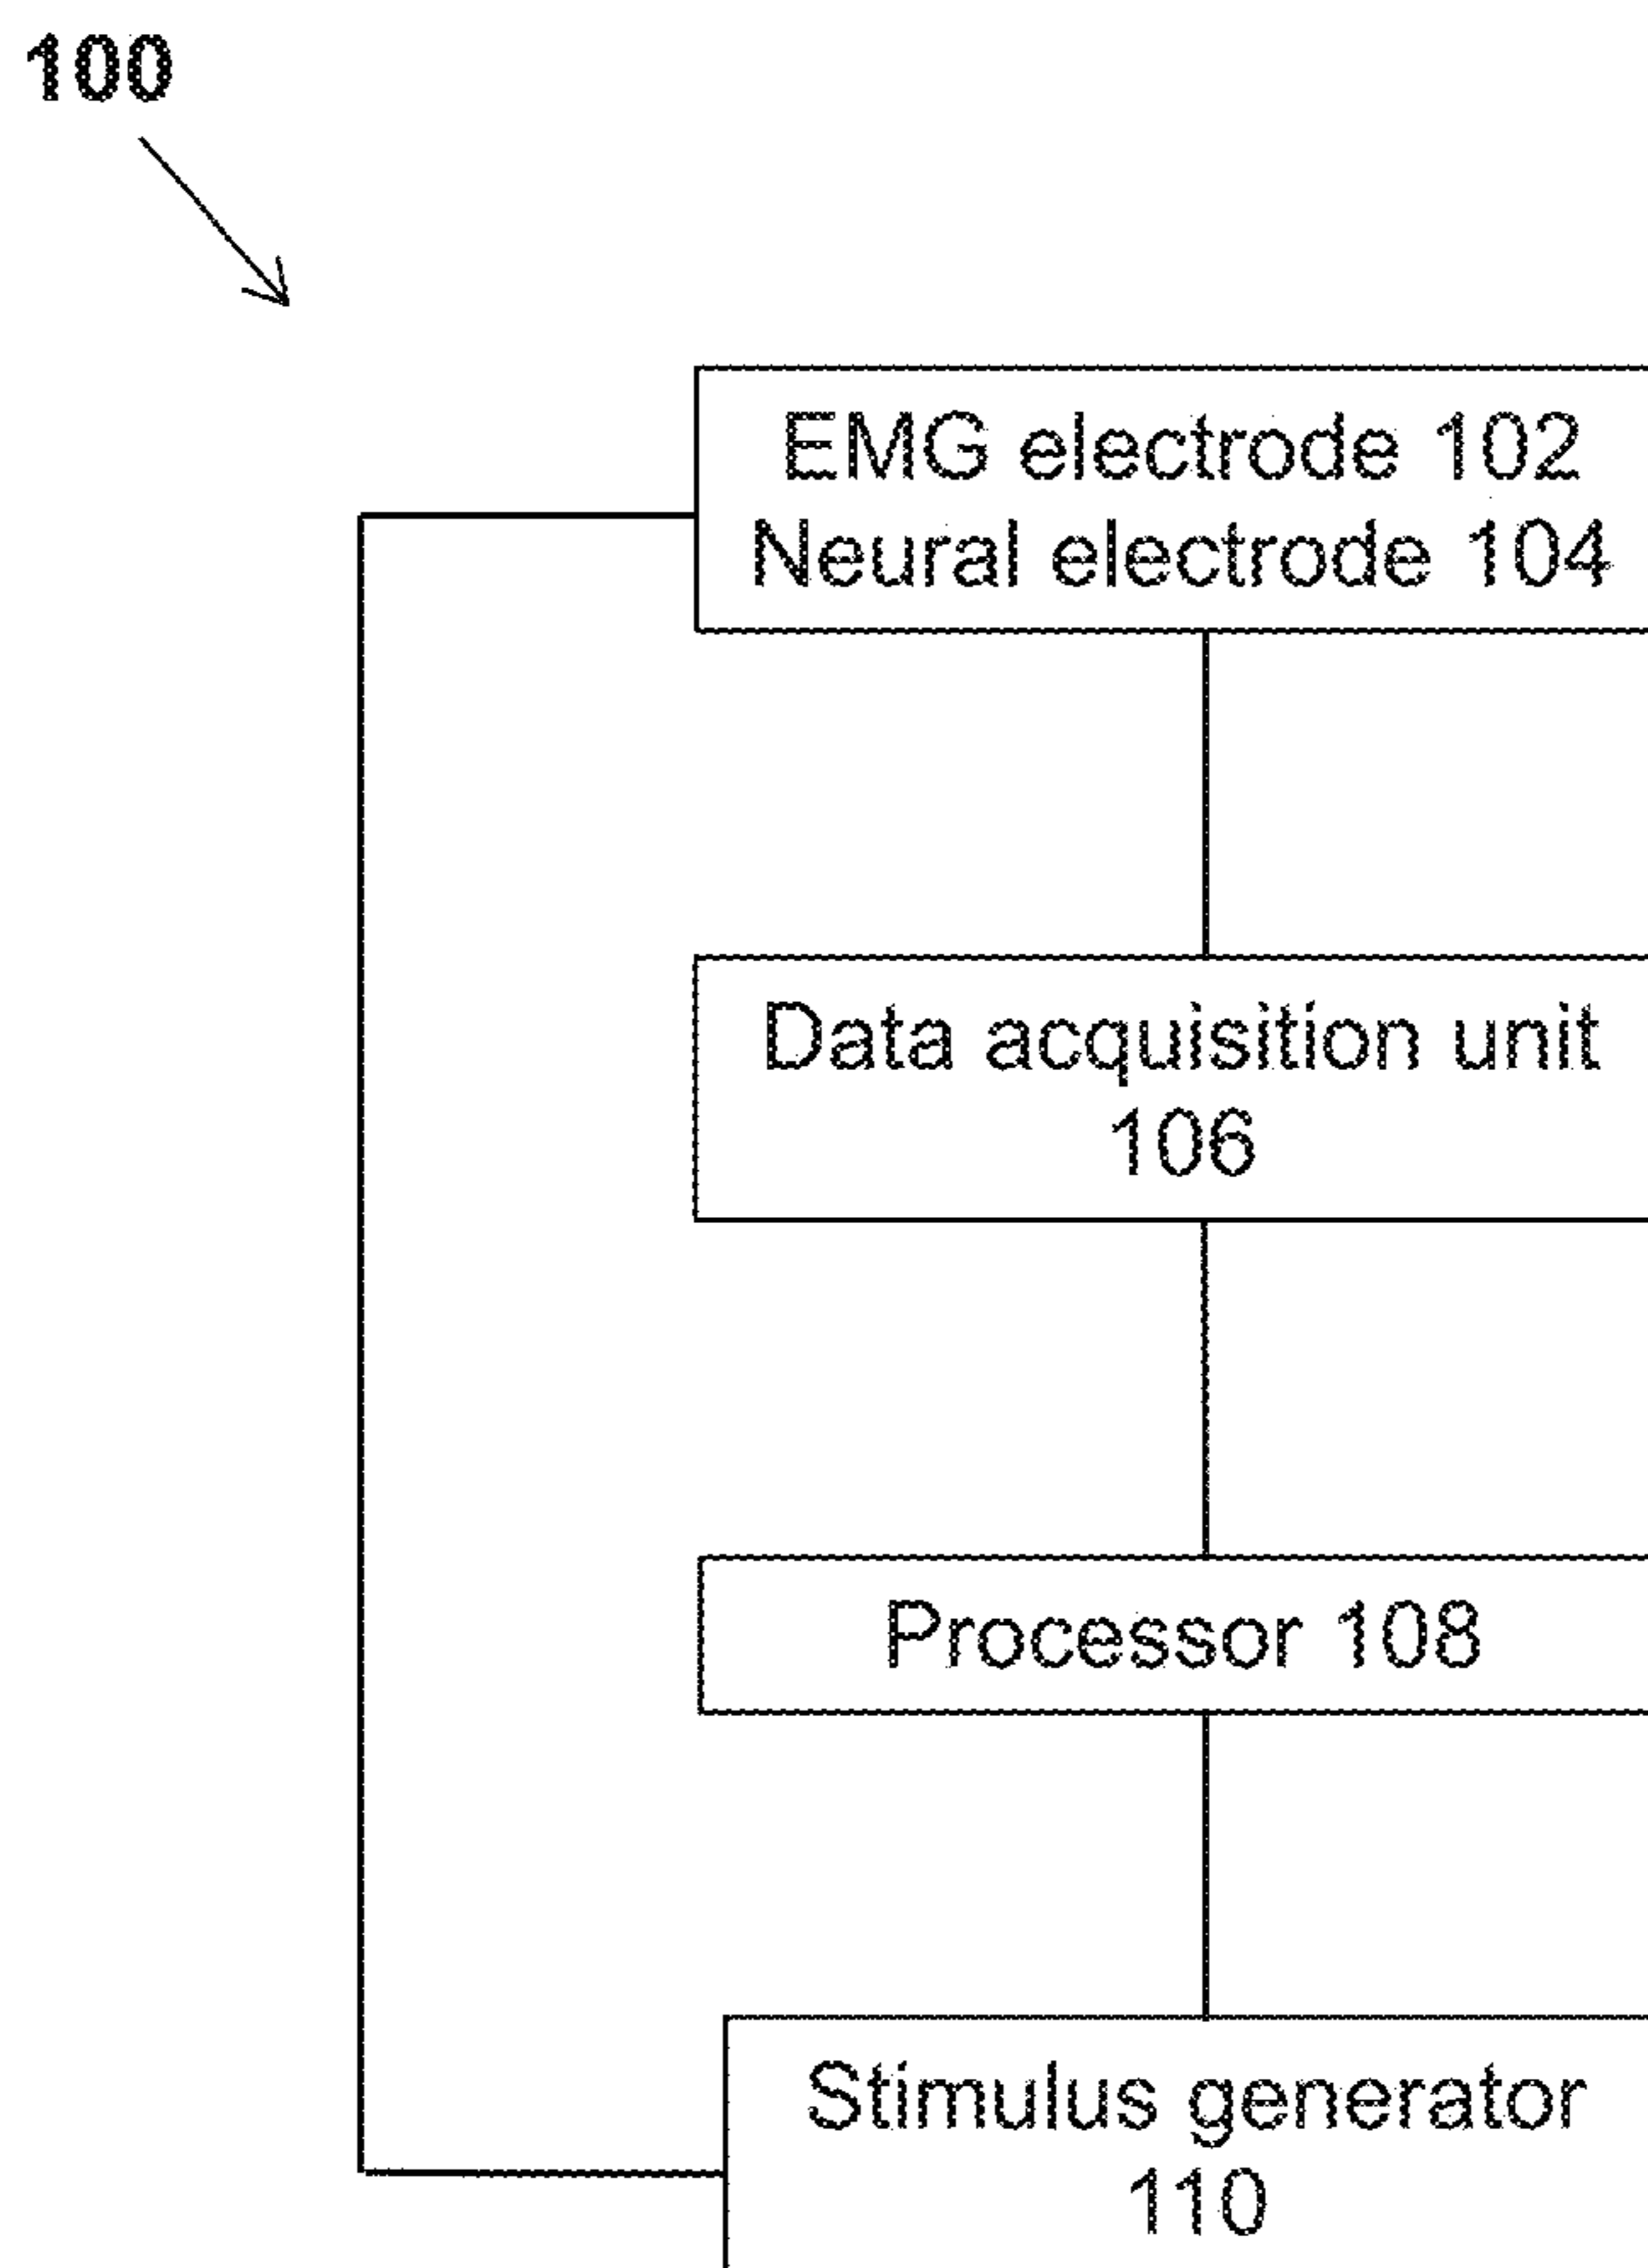 100
EMG electrode 102
Neural electrode 104
Data acquisition unit
106
Processor 108
Stimulus generator
110